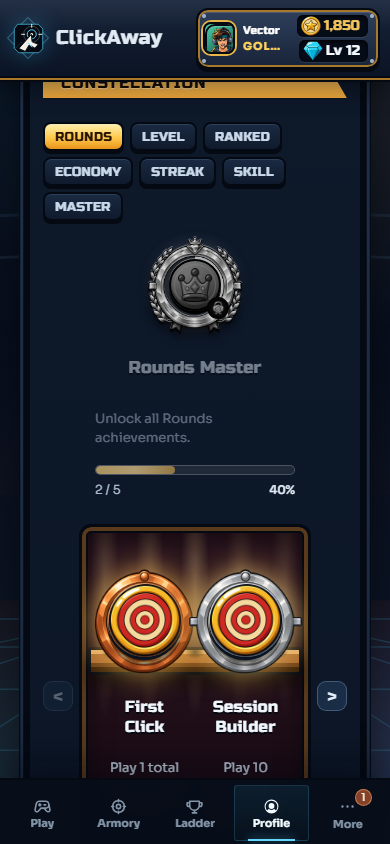 ClickAway
Vector
GOL...
1,850
Lv 12
CONSTELLATION
ROUNDS
LEVEL
RANKED
ECONOMY
STREAK
SKILL
MASTER
Rounds Master
Unlock all Rounds
achievements.
2 / 5
40%
First
Click
Session
Builder
<
>
Play 1 total
Play 10
Play
Armory
Ladder
Profile
1
More